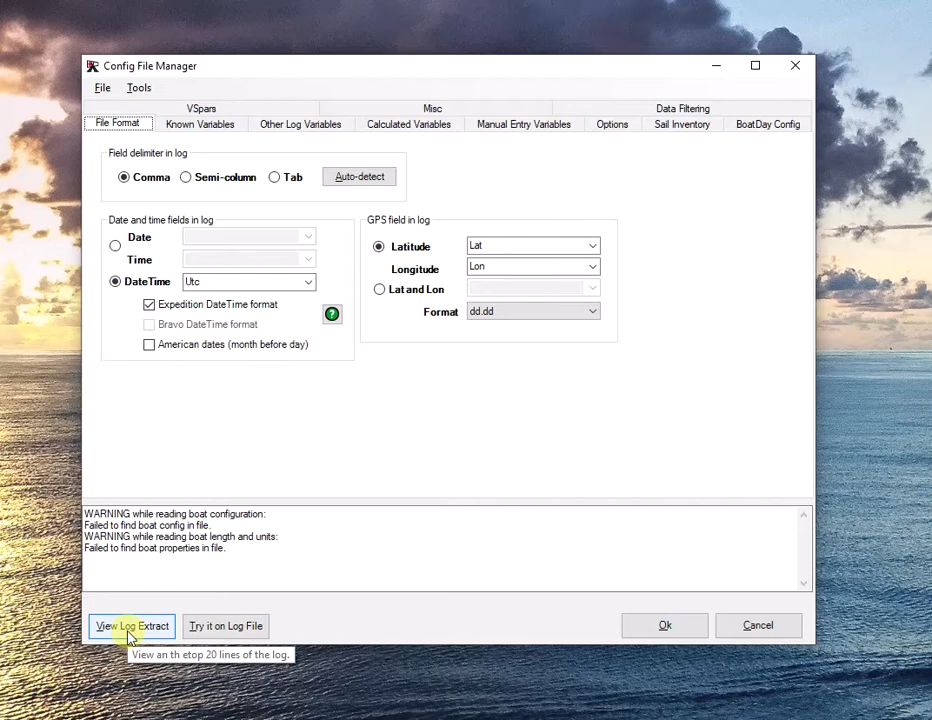 Config File Manager
File Tools
VSpars Misc Data Filtering
File Format Known Variables Other Log Variables Calculated Variables Manual Entry Variables Options Sail Inventory BoatDay Config
Field delimiter in log
Comma Semi-column Tab Auto-detect
Date and time fields in log
Date
Time
DateTime Utc
Expedition DateTime format
Bravo DateTime format
American dates (month before day)
?
GPS field in log
Latitude Lat
Longitude Lon
Lat and Lon
Format dd.dd
WARNING while reading boat configuration:
Failed to find boat config in file.
WARNING while reading boat length and units:
Failed to find boat properties in file.
View Log Extract Try it on Log File Ok Cancel
View an th etop 20 lines of the log.